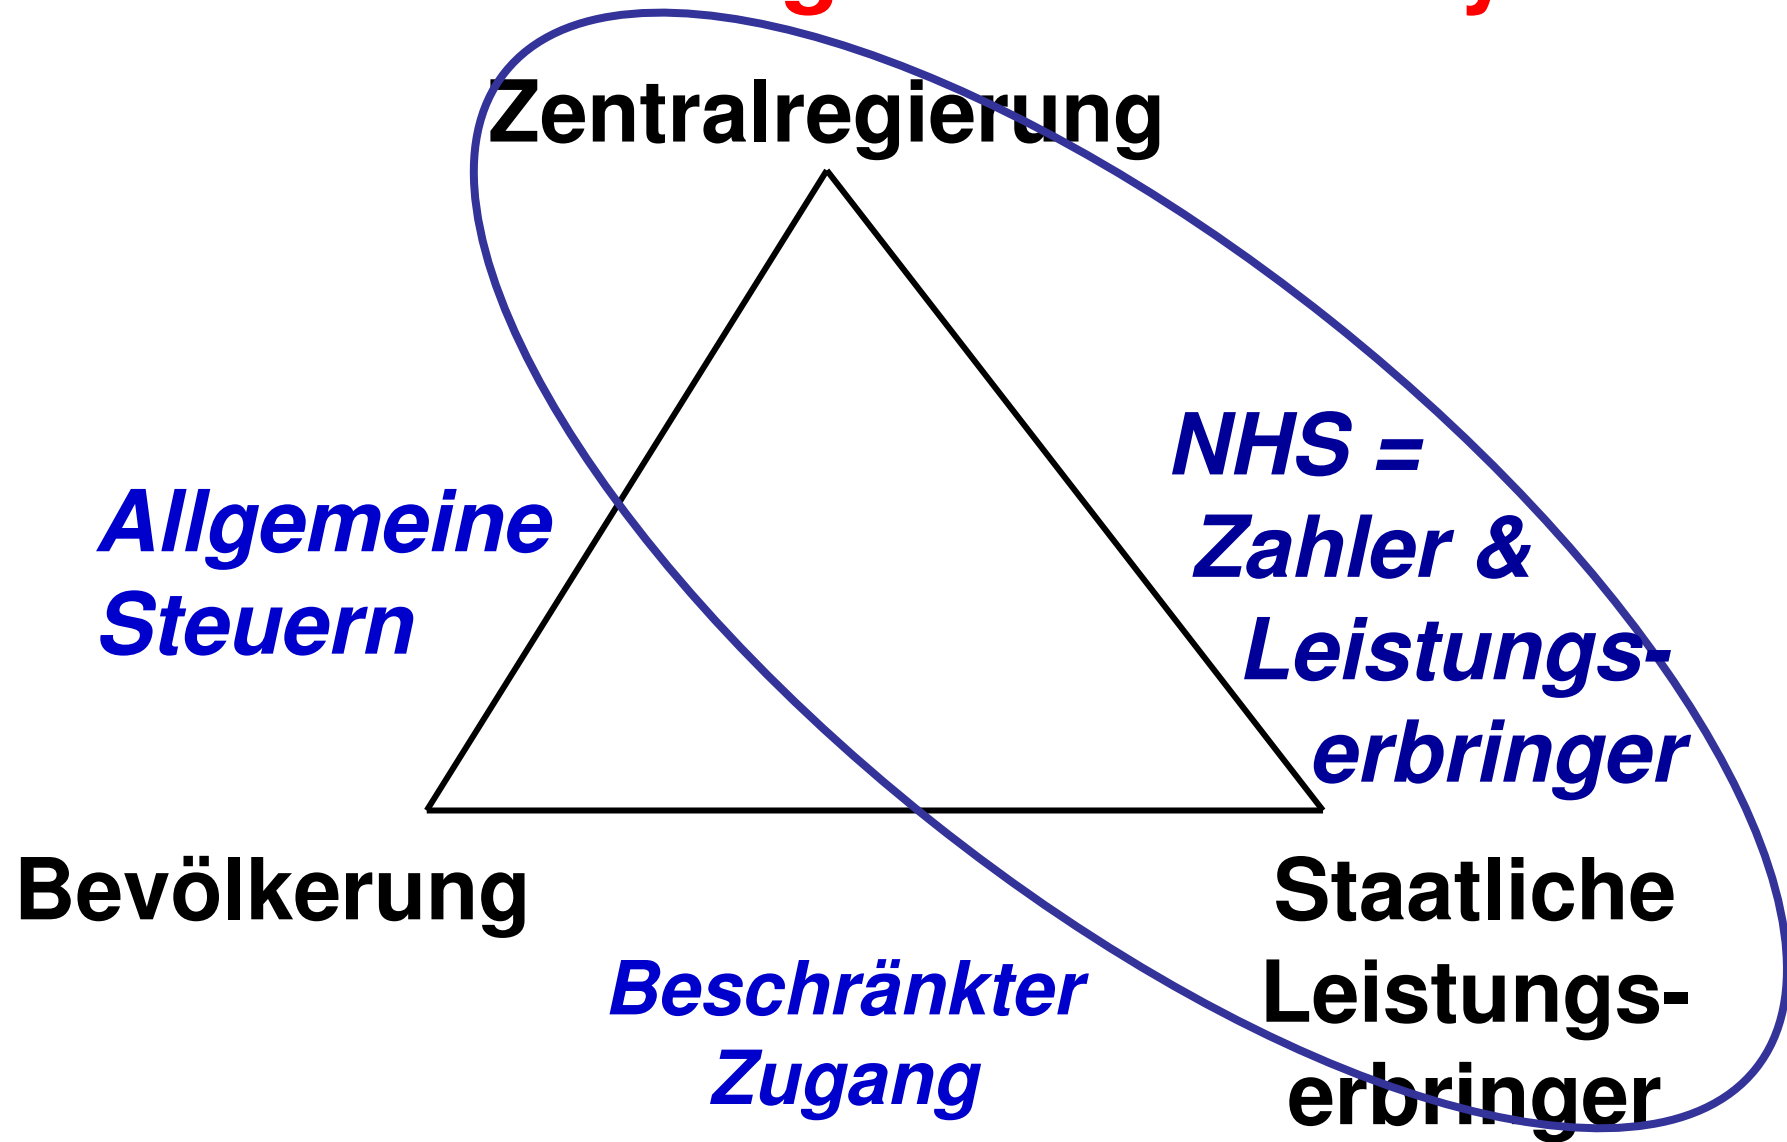 Zentralregierung
NHS =
Zahler &
Leistungs-
erbringer
Allgemeine
Steuern
Bevölkerung
Staatliche
Leistungs-
erbringer
Beschränkter
Zugang